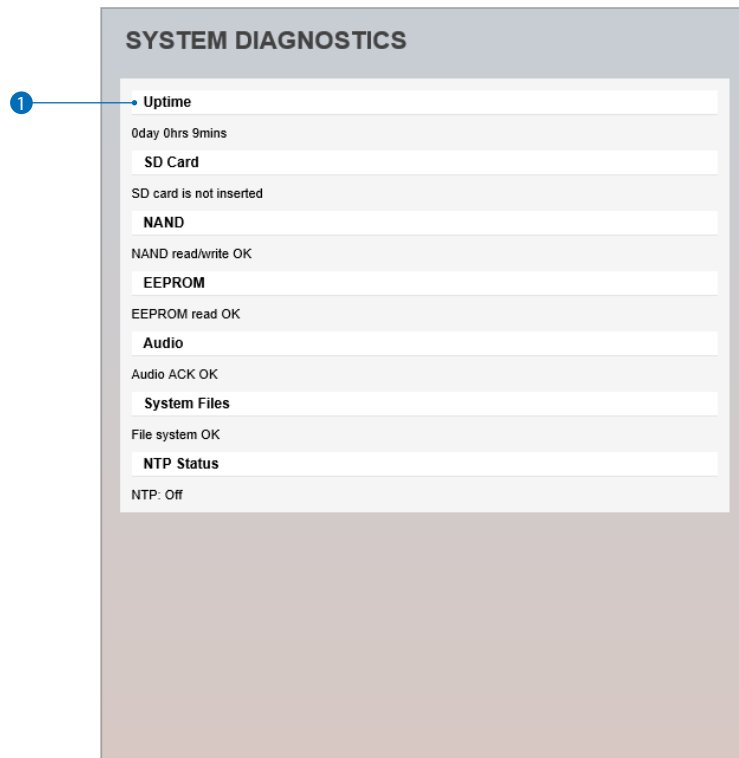 SYSTEM DIAGNOSTICS
1
Uptime
0day 0hrs 9mins
SD Card
SD card is not inserted
NAND
NAND read/write OK
EEPROM
EEPROM read OK
Audio
Audio ACK OK
System Files
File system OK
NTP Status
NTP: Off